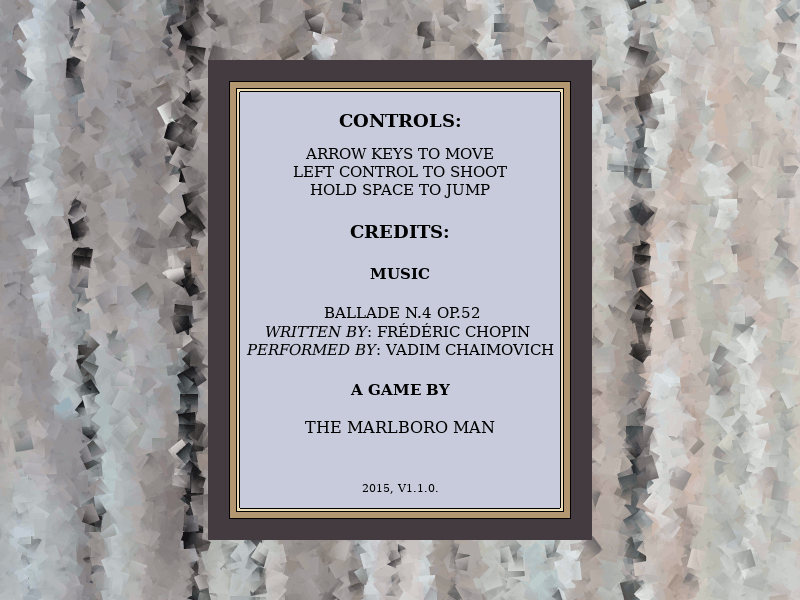 CONTROLS:
ARROW KEYS TO MOVE
LEFT CONTROL TO SHOOT
HOLD SPACE TO JUMP
CREDITS:
MUSIC
BALLADE N.4 OP.52
WRITTEN BY: FRÉDÉRIC CHOPIN
PERFORMED BY: VADIM CHAIMOVICH
A GAME BY
THE MARLBORO MAN
2015, V1.1.0.